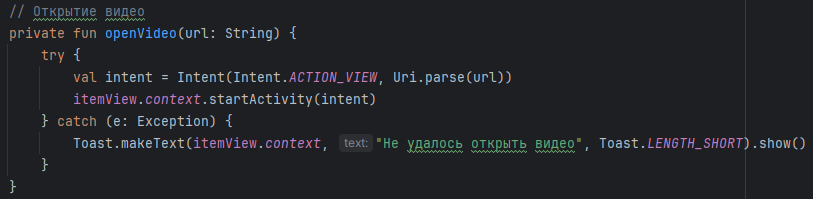 // Открытие видео
private fun openVideo(url: String) {
    try {
        val intent = Intent(Intent.ACTION_VIEW, Uri.parse(url))
        itemView.context.startActivity(intent)
    } catch (e: Exception) {
        Toast.makeText(itemView.context, text: "Не удалось открыть видео", Toast.LENGTH_SHORT).show()
    }
}